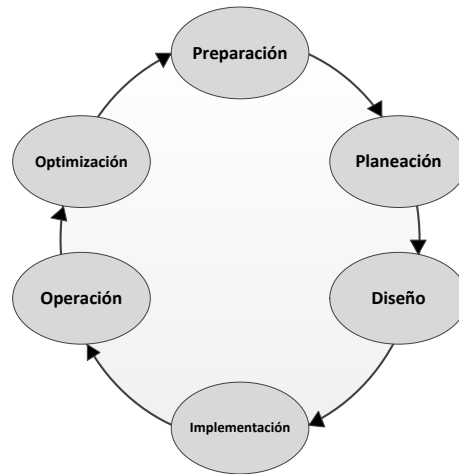 Preparación
Planeación
Diseño
Implementación
Operación
Optimización